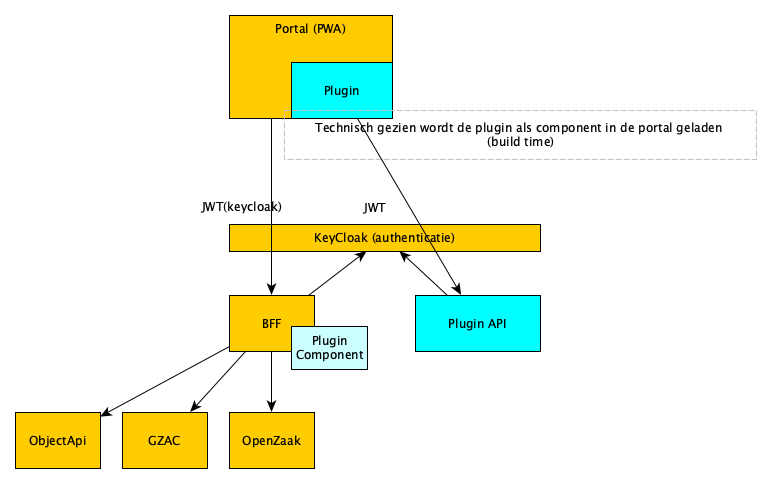 Portal (PWA)
Plugin
Technisch gezien wordt de plugin als component in de portal geladen
(build time)
JWT(keycloak)
JWT
KeyCloak (authenticatie)
BFF
Plugin
Component
Plugin API
ObjectApi
GZAC
OpenZaak